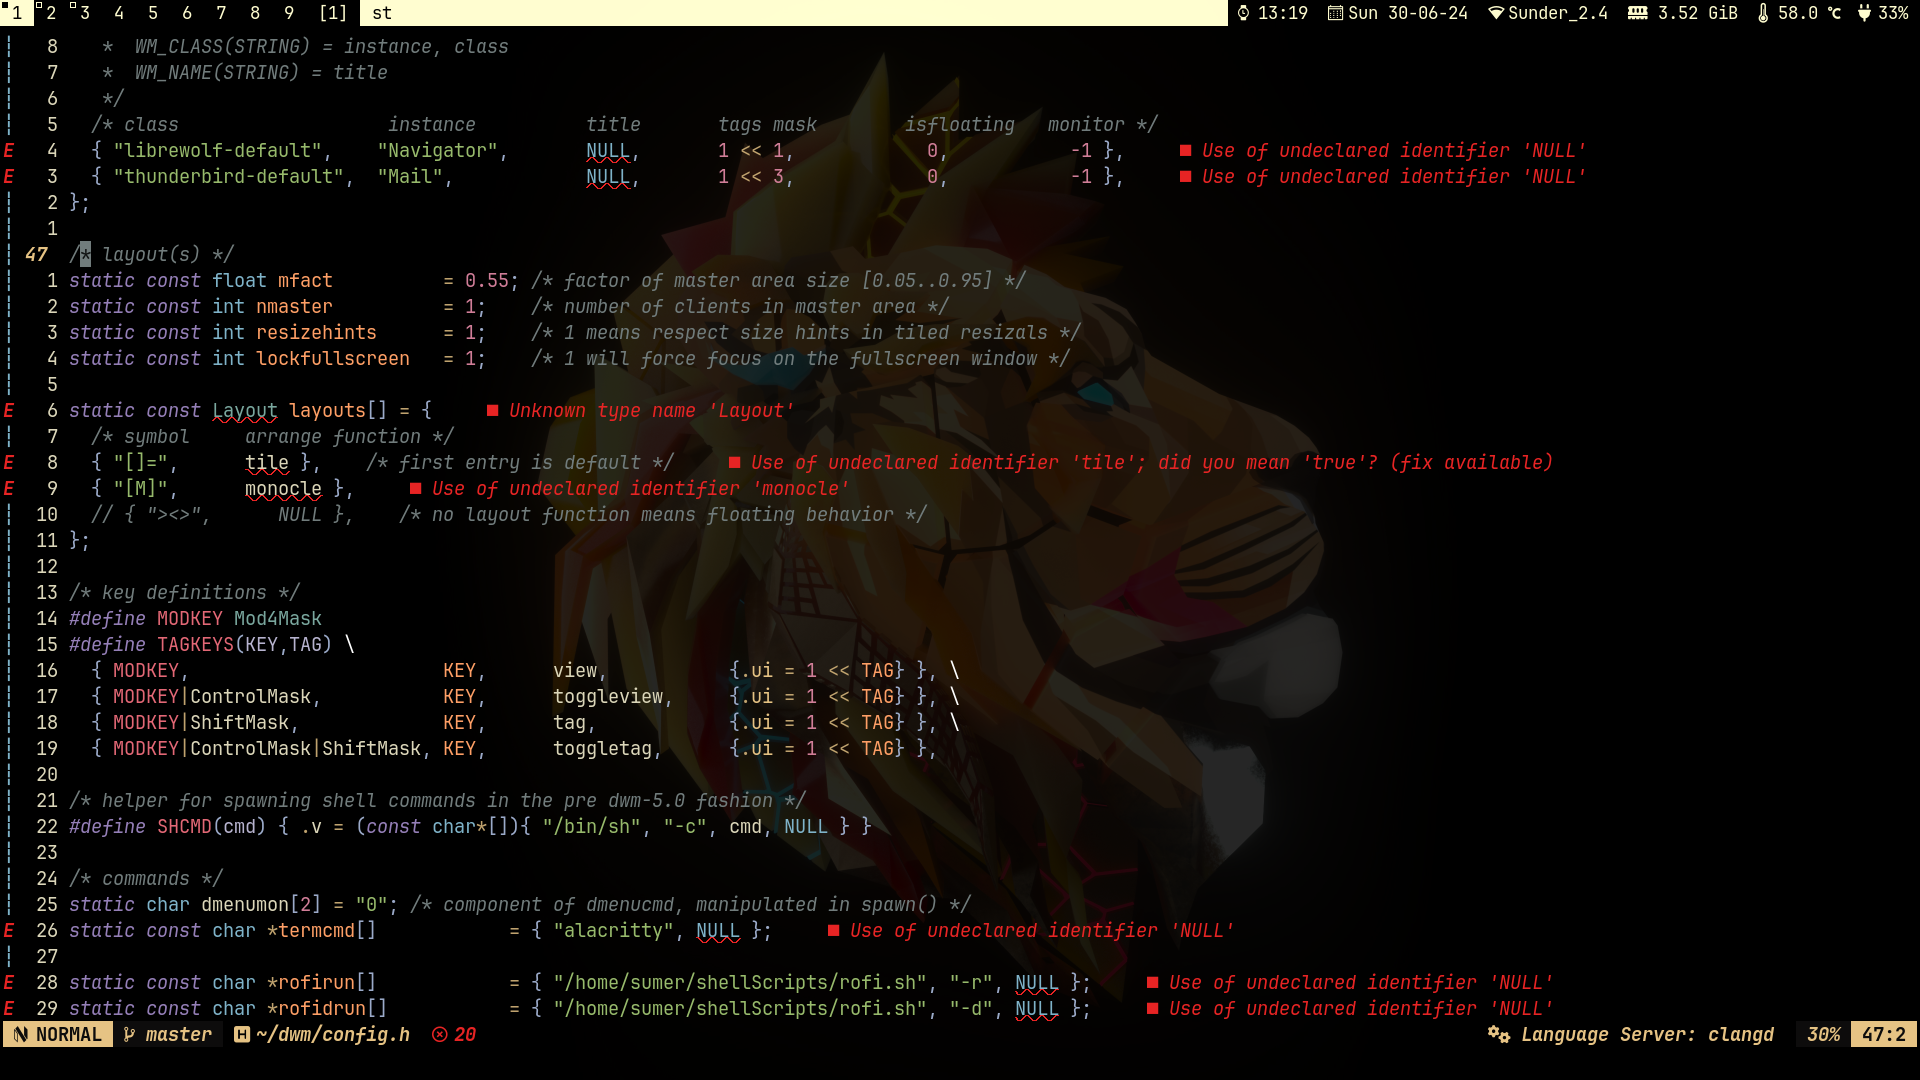 1 2 3 4 5 6 7 8 9 [1] st 13:19 Sun 30-06-24 Sunder_2.4 3.52 GiB 58.0 °C 33%
8 * WM_CLASS(STRING) = instance, class
7 * WM_NAME(STRING) = title
6 */
5 /* class instance title tags mask isfloating monitor */
E 4 { "librewolf-default", "Navigator", NULL, 1 << 1, 0, -1 }, ■ Use of undeclared identifier 'NULL'
E 3 { "thunderbird-default", "Mail", NULL, 1 << 3, 0, -1 }, ■ Use of undeclared identifier 'NULL'
2 };
1
47 /* layout(s) */
1 static const float mfact = 0.55; /* factor of master area size [0.05..0.95] */
2 static const int nmaster = 1; /* number of clients in master area */
3 static const int resizehints = 1; /* 1 means respect size hints in tiled resizals */
4 static const int lockfullscreen = 1; /* 1 will force focus on the fullscreen window */
5
E 6 static const Layout layouts[] = { ■ Unknown type name 'Layout'
7 /* symbol arrange function */
E 8 { "[]=", tile }, /* first entry is default */ ■ Use of undeclared identifier 'tile'; did you mean 'true'? (fix available)
E 9 { "[M]", monocle }, ■ Use of undeclared identifier 'monocle'
10 // { "><>", NULL }, /* no layout function means floating behavior */
11 };
12
13 /* key definitions */
14 #define MODKEY Mod4Mask
15 #define TAGKEYS(KEY,TAG) \
16 { MODKEY, KEY, view, {.ui = 1 << TAG} }, \
17 { MODKEY|ControlMask, KEY, toggleview, {.ui = 1 << TAG} }, \
18 { MODKEY|ShiftMask, KEY, tag, {.ui = 1 << TAG} }, \
19 { MODKEY|ControlMask|ShiftMask, KEY, toggletag, {.ui = 1 << TAG} },
20
21 /* helper for spawning shell commands in the pre dwm-5.0 fashion */
22 #define SHCMD(cmd) { .v = (const char*[]){ "/bin/sh", "-c", cmd, NULL } }
23
24 /* commands */
25 static char dmenumon[2] = "0"; /* component of dmenucmd, manipulated in spawn() */
E 26 static const char *termcmd[] = { "alacritty", NULL }; ■ Use of undeclared identifier 'NULL'
27
E 28 static const char *rofirun[] = { "/home/sumer/shellScripts/rofi.sh", "-r", NULL }; ■ Use of undeclared identifier 'NULL'
E 29 static const char *rofidrun[] = { "/home/sumer/shellScripts/rofi.sh", "-d", NULL }; ■ Use of undeclared identifier 'NULL'
NORMAL master H ~/dwm/config.h 20 Language Server: clangd 30% 47:2